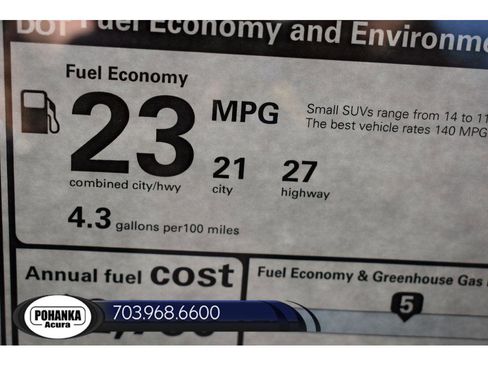 DOT Fuel Economy and Environme
Fuel Economy
23 MPG
combined city/hwy
21
city
27
highway
4.3 gallons per100 miles
Small SUVs range from 14 to 11
The best vehicle rates 140 MPG
Annual fuel cost
Fuel Economy & Greenhouse Gas
5
POHANKA
Acura
703.968.6600